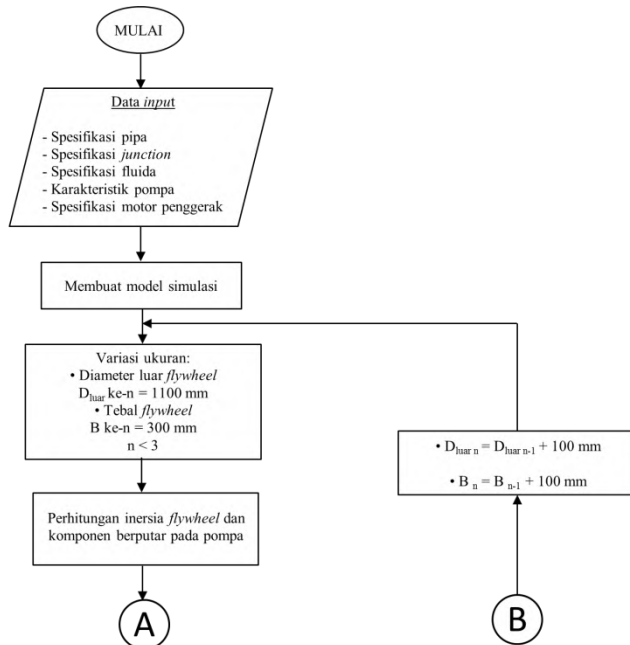 MULAI
Data input
- Spesifikasi pipa
- Spesifikasi junction
- Spesifikasi fluida
- Karakteristik pompa
- Spesifikasi motor penggerak
Membuat model simulasi
Variasi ukuran:
• Diameter luar flywheel
Dluar ke-n = 1100 mm
• Tebal flywheel
B ke-n = 300 mm
n < 3
• Dluar n = Dluar n-1 + 100 mm
• B n = B n-1 + 100 mm
Perhitungan inersia flywheel dan
komponen berputar pada pompa
A
B